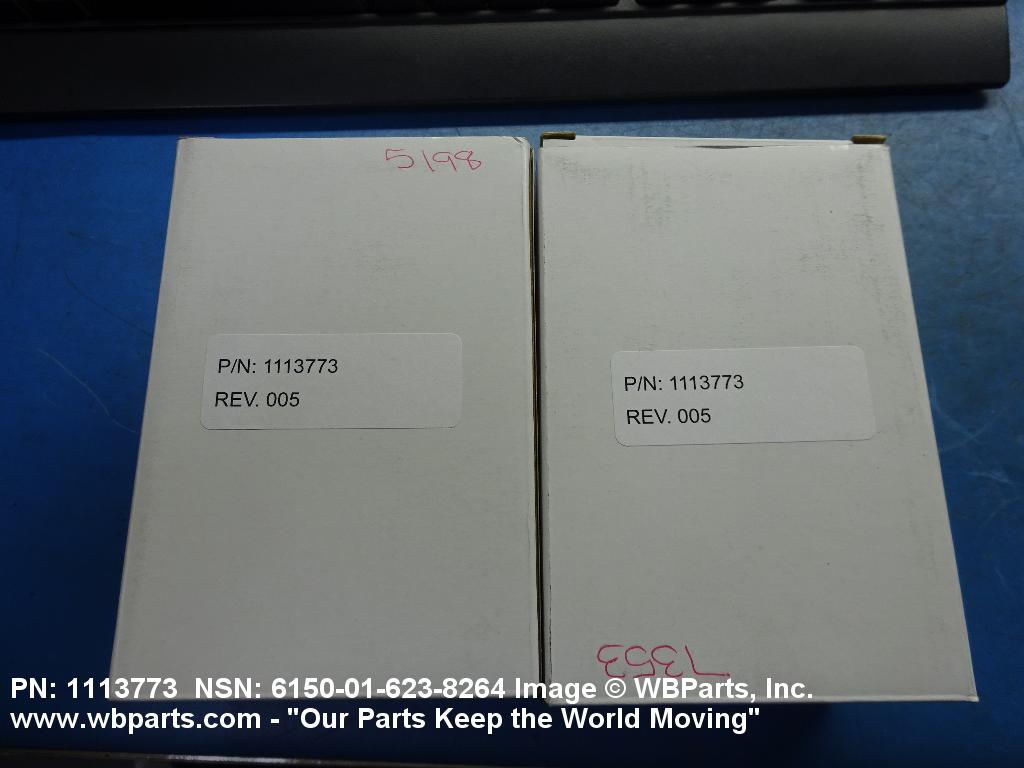 5198
P/N: 1113773
REV. 005
P/N: 1113773
REV. 005
7353
PN: 1113773 NSN: 6150-01-623-8264 Image © WBParts, Inc.
www.wbparts.com - "Our Parts Keep the World Moving"